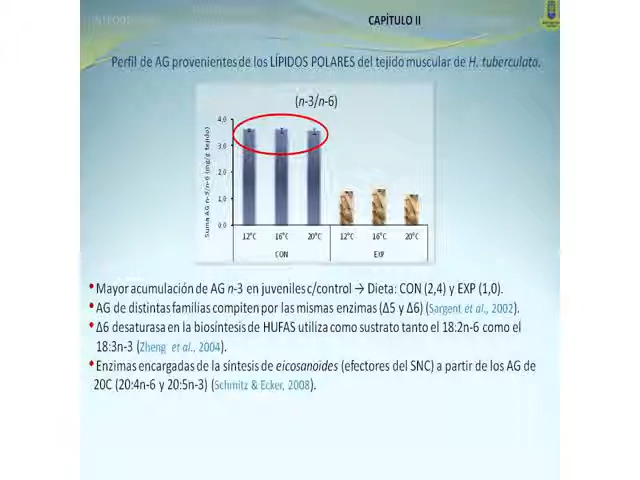 CAPÍTULO II
Perfil de AG provenientes de los LÍPIDOS POLARES del tejido muscular de H. tuberculata.
(n-3/n-6)
Suma AG n-3/n-6 (mg/g tejido)
4,0
3,0
2,0
1,0
0,0
12°C 16°C 20°C 12°C 16°C 20°C
CON EXP
•Mayor acumulación de AG n-3 en juveniles c/control → Dieta: CON (2,4) y EXP (1,0).
•AG de distintas familias compiten por las mismas enzimas (Δ5 y Δ6) (Sargent et al., 2002).
•Δ6 desaturasa en la biosíntesis de HUFAS utiliza como sustrato tanto el 18:2n-6 como el
18:3n-3 (Zheng et al., 2004).
•Enzimas encargadas de la síntesis de eicosanoides (efectores del SNC) a partir de los AG de
20C (20:4n-6 y 20:5n-3) (Schmitz & Ecker, 2008).